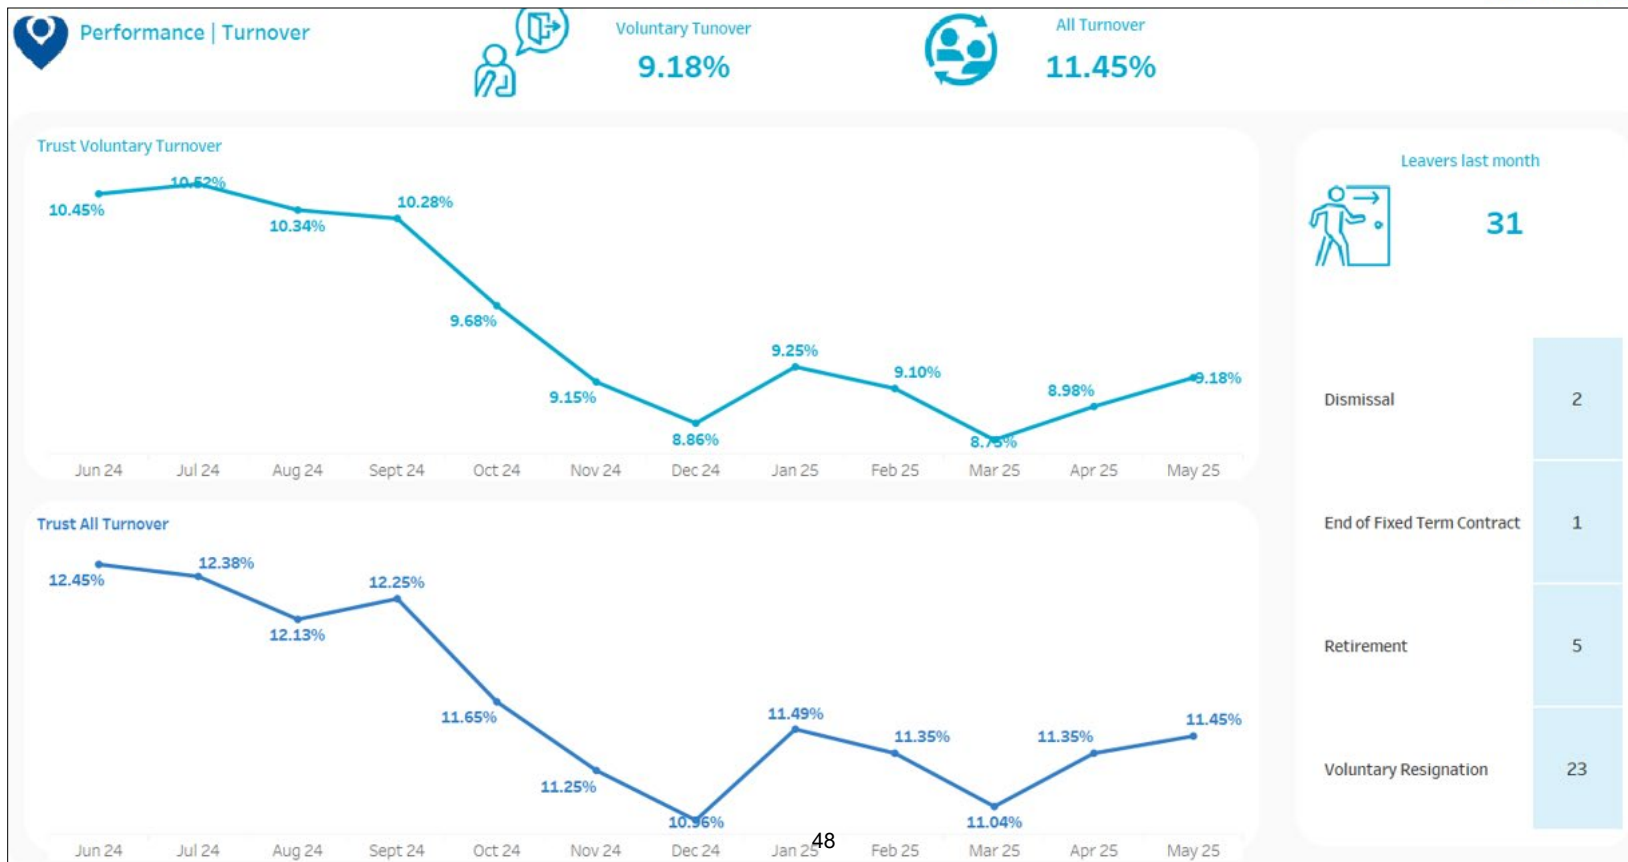 Performance | Turnover
Voluntary Tunover
9.18%
All Turnover
11.45%
Trust Voluntary Turnover
10.45%
10.52%
10.34%
10.28%
9.68%
9.15%
8.86%
9.25%
9.10%
8.75%
8.98%
9.18%
Jun 24 Jul 24 Aug 24 Sept 24 Oct 24 Nov 24 Dec 24 Jan 25 Feb 25 Mar 25 Apr 25 May 25
Trust All Turnover
12.45%
12.38%
12.13%
12.25%
11.65%
11.25%
10.96%
11.49%
11.35%
11.04%
11.35%
11.45%
Jun 24 Jul 24 Aug 24 Sept 24 Oct 24 Nov 24 Dec 24 Jan 25 Feb 25 Mar 25 Apr 25 May 25
48
Leavers last month
31
Dismissal 2
End of Fixed Term Contract 1
Retirement 5
Voluntary Resignation 23